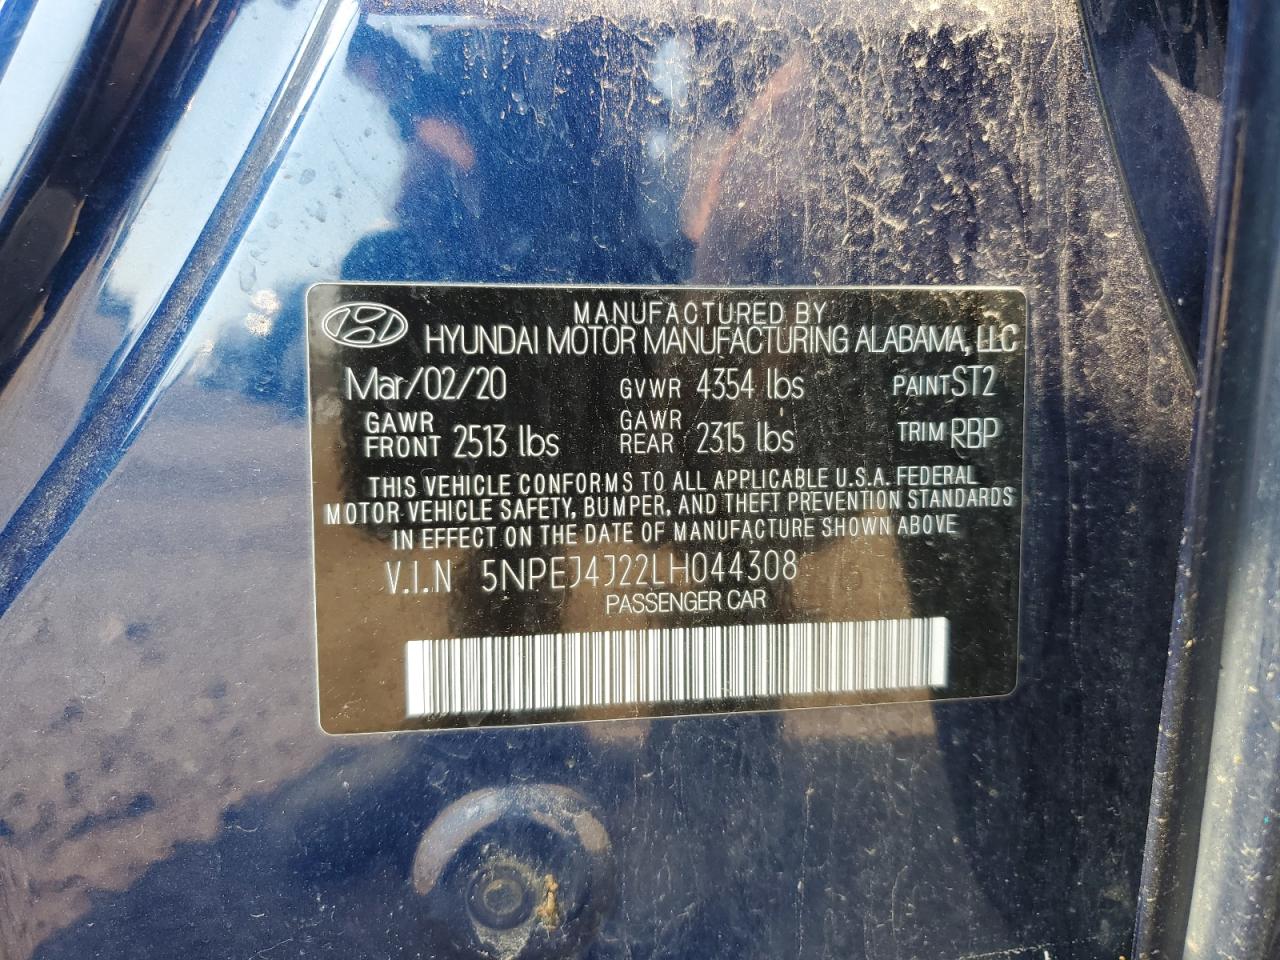 MANUFACTURED BY
HYUNDAI MOTOR MANUFACTURING ALABAMA, LLC
Mar/02/20 GVWR 4354 lbs PAINT ST2
GAWR FRONT 2513 lbs GAWR REAR 2315 lbs TRIM RBP
THIS VEHICLE CONFORMS TO ALL APPLICABLE U.S.A. FEDERAL
MOTOR VEHICLE SAFETY, BUMPER, AND THEFT PREVENTION STANDARDS
IN EFFECT ON THE DATE OF MANUFACTURE SHOWN ABOVE
V.I.N 5NPEJ4J22LH044308
PASSENGER CAR